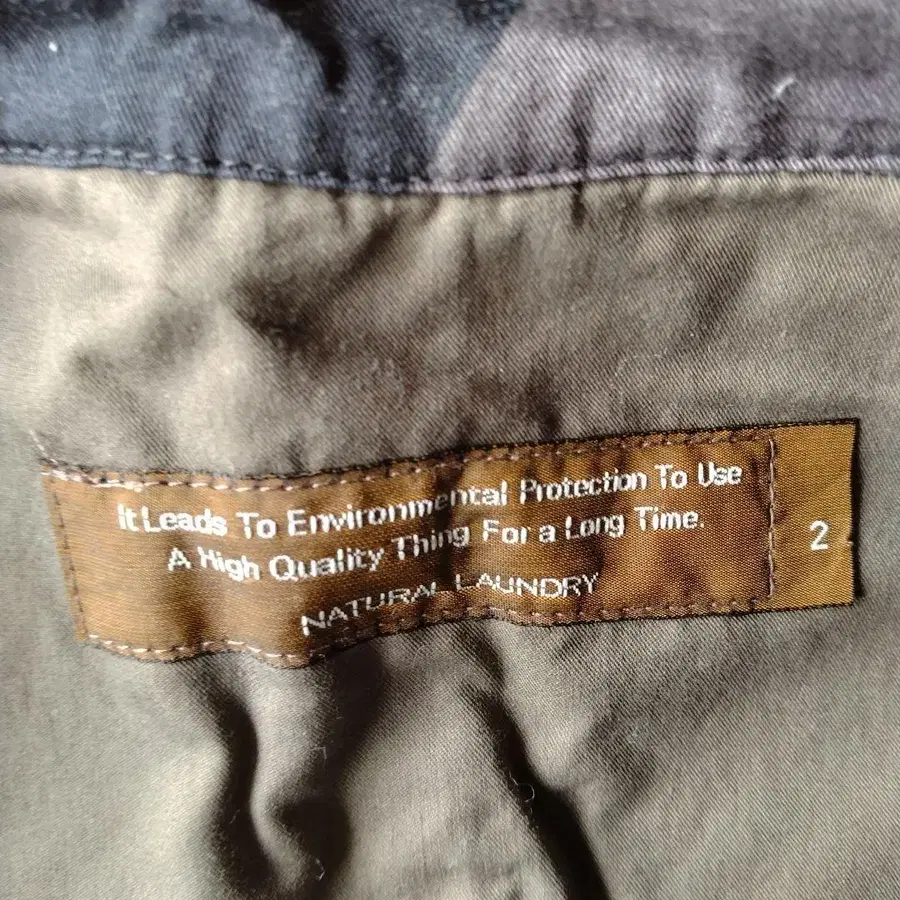 It Leads To Environmental Protection To Use
A High Quality Thing For a Long Time.
NATURAL LAUNDRY
2